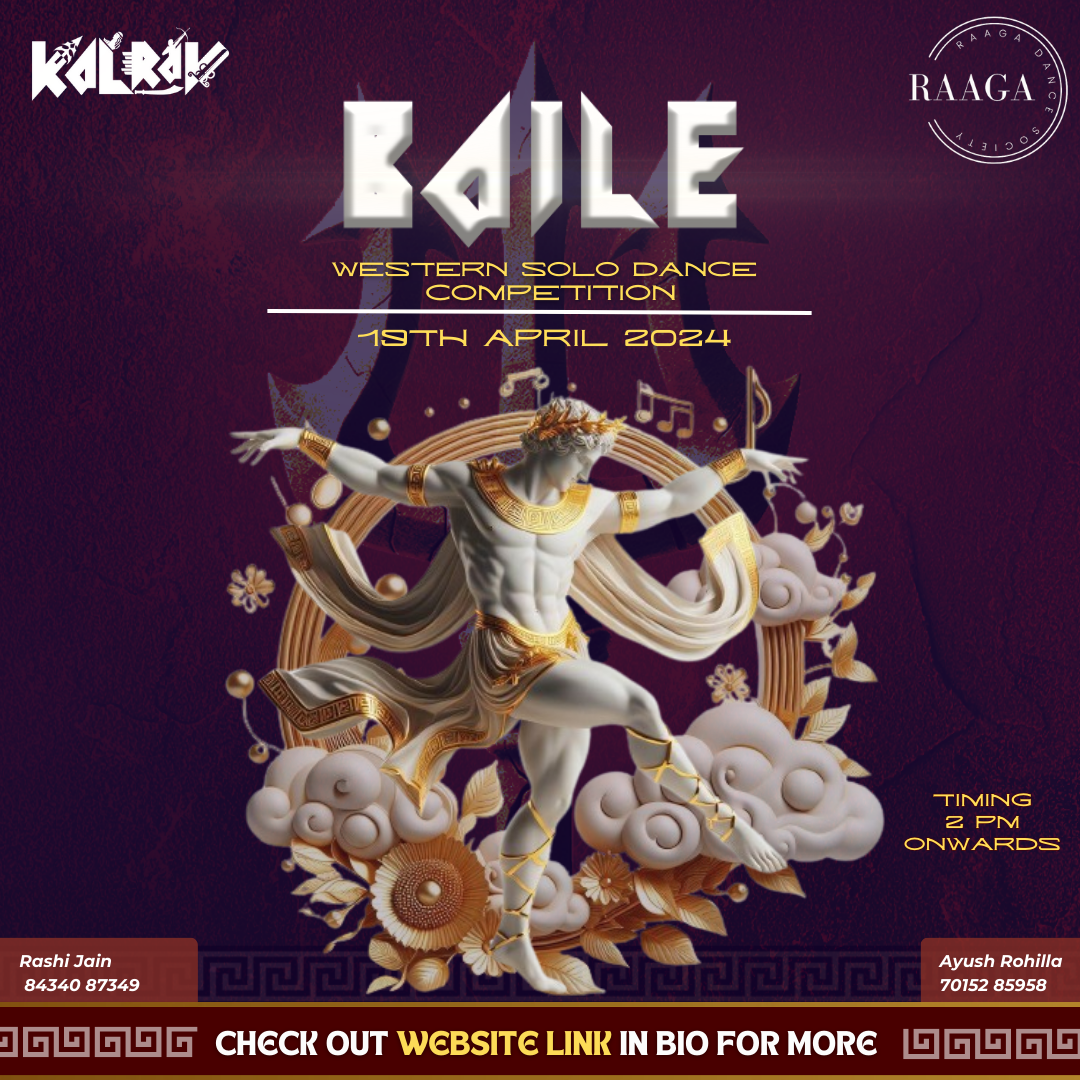 KALRAV
RAAGA
RAAGA DANCE SOCIETY
BAILE
WESTERN SOLO DANCE
COMPETITION
19TH APRIL 2024
TIMING
2 PM
ONWARDS
Rashi Jain
84340 87349
Ayush Rohilla
70152 85958
CHECK OUT WEBSITE LINK IN BIO FOR MORE